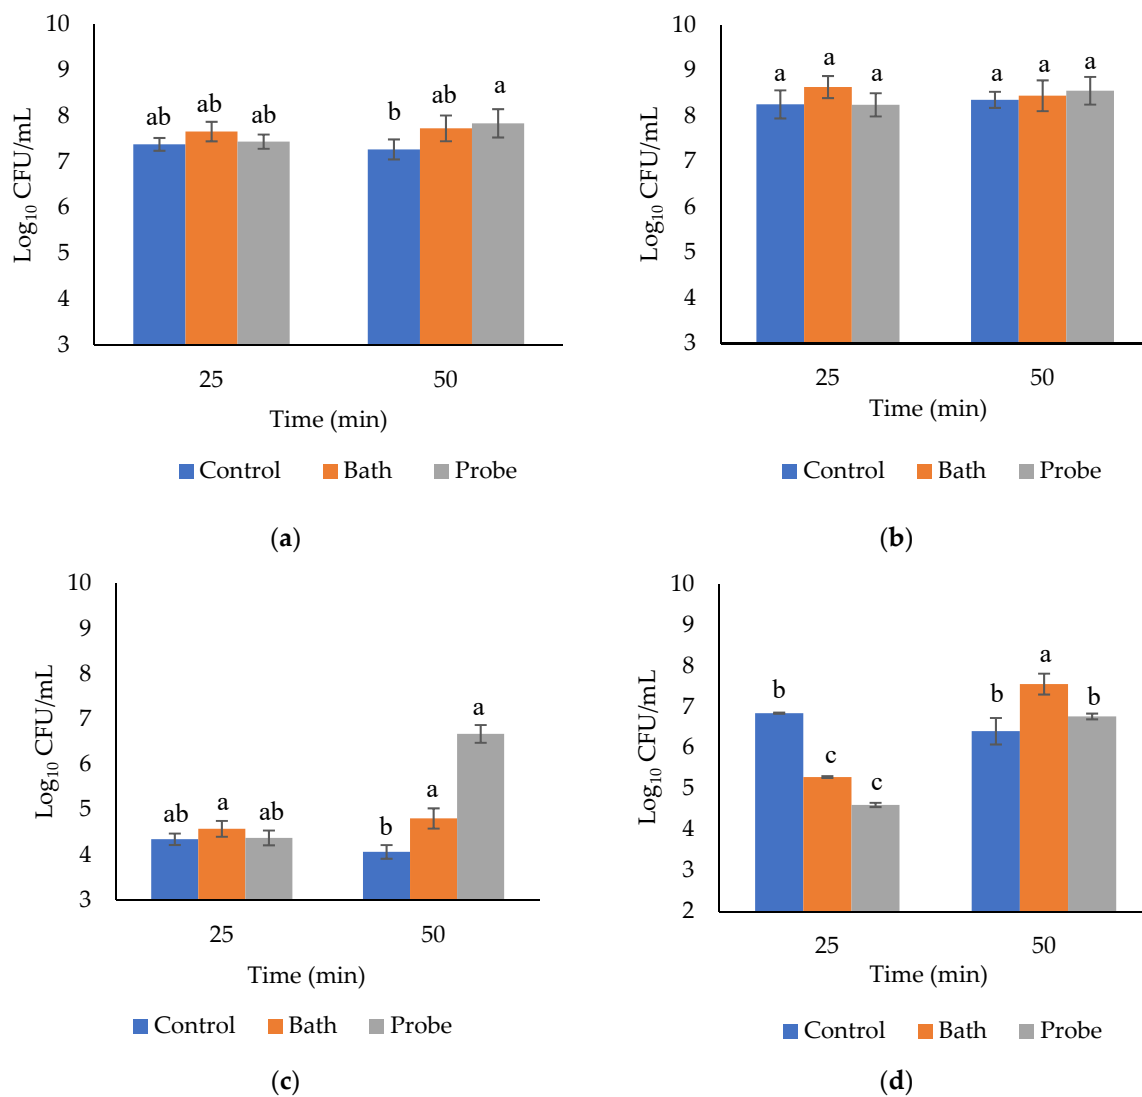 10
9
8
7
6
5
4
3
Log10 CFU/mL
ab ab ab b ab a
25 50
Time (min)
Control Bath Probe
(a)
10
9
8
7
6
5
4
3
Log10 CFU/mL
a a a a a a
25 50
Time (min)
Control Bath Probe
(b)
10
9
8
7
6
5
4
3
Log10 CFU/mL
ab a ab b a a
25 50
Time (min)
Control Bath Probe
(c)
10
9
8
7
6
5
4
3
2
Log10 CFU/mL
b c c b a b
25 50
Time (min)
Control Bath Probe
(d)